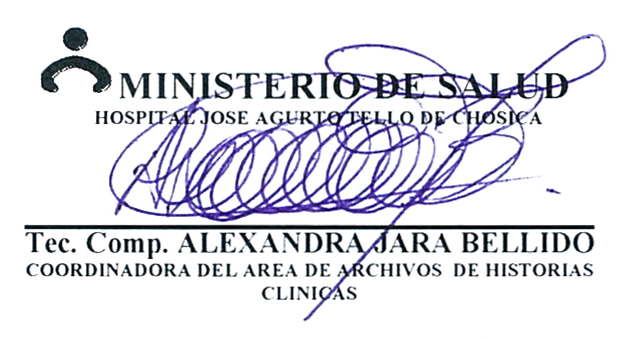 MINISTERIO DE SALUD
HOSPITAL JOSE AGURTO TELLO DE CHOSICA
Tec. Comp. ALEXANDRA JARA BELLIDO
COORDINADORA DEL AREA DE ARCHIVOS DE HISTORIAS
CLINICAS